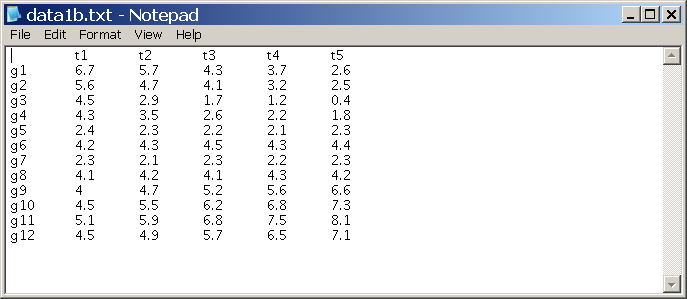 data1b.txt - Notepad
File Edit Format View Help
t1 t2 t3 t4 t5
g1 6.7 5.7 4.3 3.7 2.6
g2 5.6 4.7 4.1 3.2 2.5
g3 4.5 2.9 1.7 1.2 0.4
g4 4.3 3.5 2.6 2.2 1.8
g5 2.4 2.3 2.2 2.1 2.3
g6 4.2 4.3 4.5 4.3 4.4
g7 2.3 2.1 2.3 2.2 2.3
g8 4.1 4.2 4.1 4.3 4.2
g9 4 4.7 5.2 5.6 6.6
g10 4.5 5.5 6.2 6.8 7.3
g11 5.1 5.9 6.8 7.5 8.1
g12 4.5 4.9 5.7 6.5 7.1